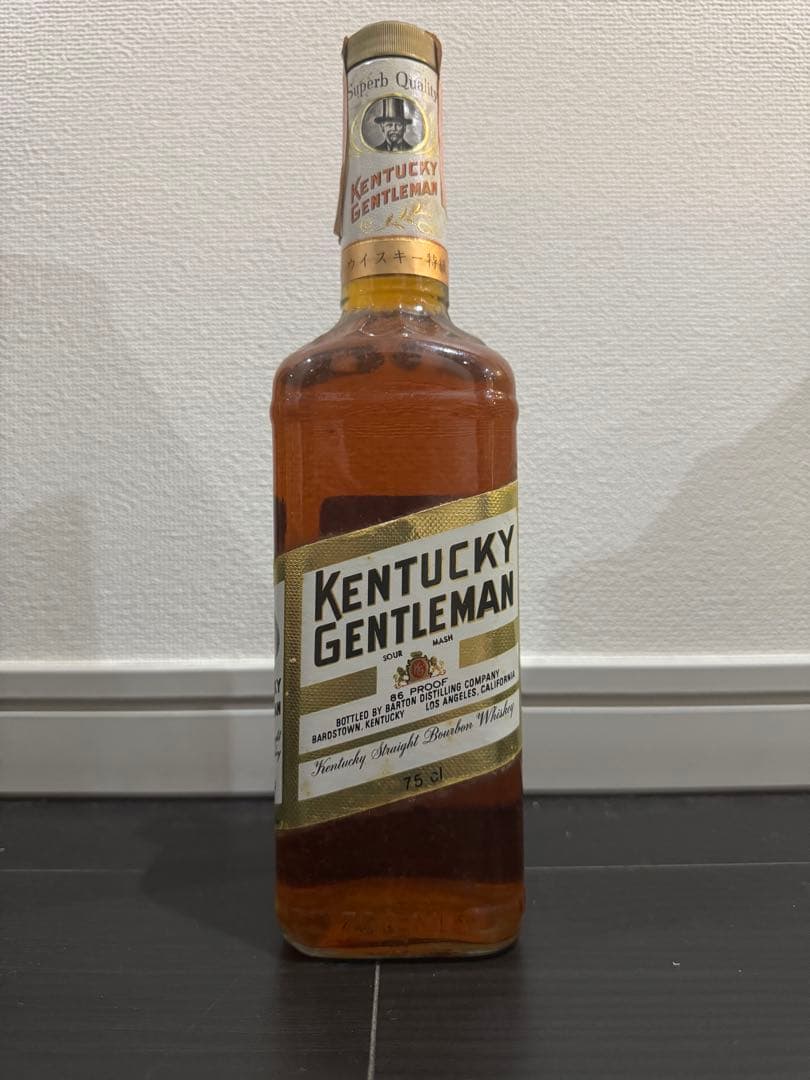 Superb Quality
KENTUCKY
GENTLEMAN
ウイスキー特級
KENTUCKY
GENTLEMAN
SOUR MASH
86 PROOF
BOTTLED BY BARTON DISTILLING COMPANY
BARDSTOWN, KENTUCKY LOS ANGELES, CALIFORNIA
Kentucky Straight Bourbon Whiskey
75 cl